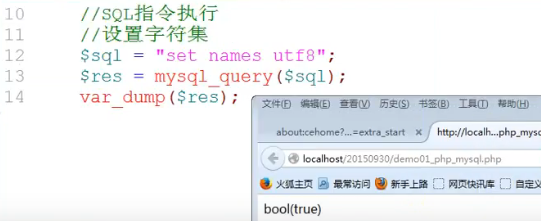 10 //SQL指令执行
11 //设置字符集
12 $sql = "set names utf8";
13 $res = mysql_query($sql);
14 var_dump($res);
文件(F) 编辑(E) 查看(V) 历史(S) 书签(B) 工具(T) 帮助(H)
about:cehome?...=extra_start × http://localh...php_mysq
localhost/20150930/demo01_php_mysql.php
火狐主页 最常访问 新手上路 网页快讯库 自定义
bool(true)